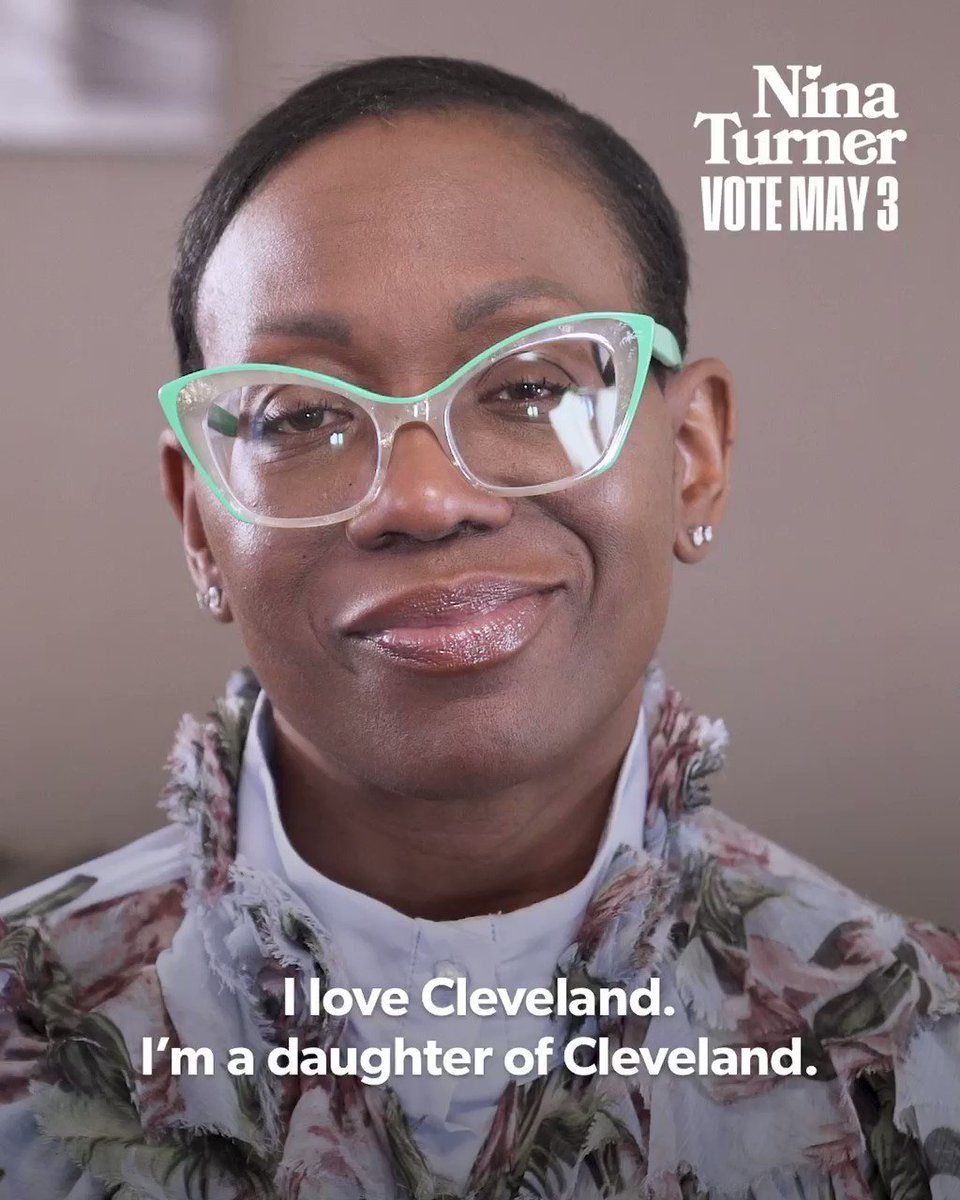 Nina
Turner
VOTE MAY 3
I love Cleveland.
I'm a daughter of Cleveland.